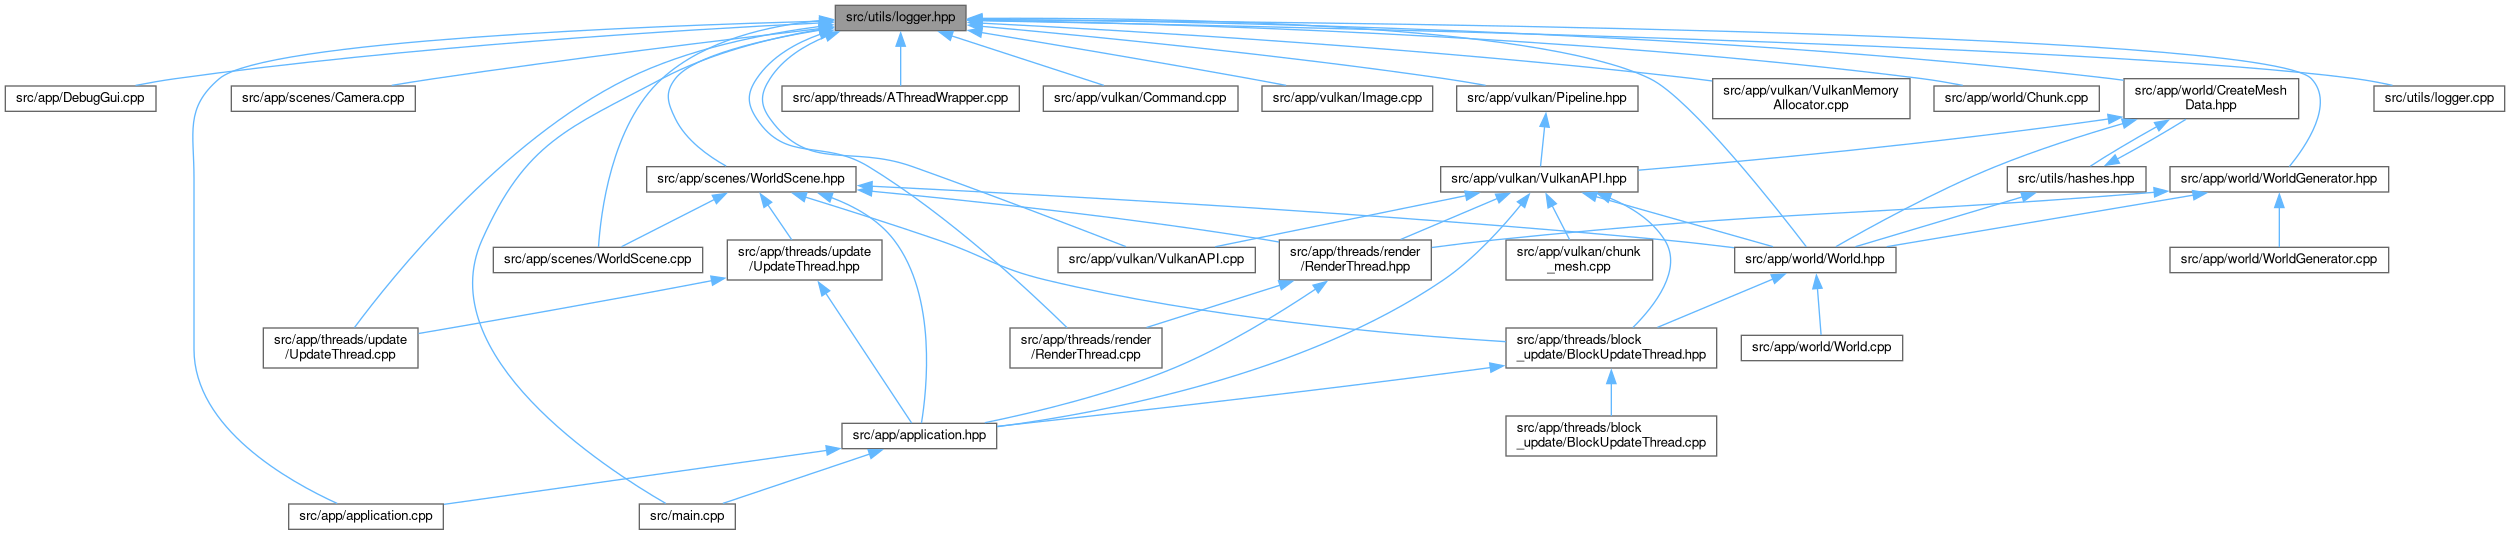 src/utils/logger.hpp
src/app/DebugGui.cpp
src/app/scenes/Camera.cpp
src/app/threads/AThreadWrapper.cpp
src/app/vulkan/Command.cpp
src/app/vulkan/Image.cpp
src/app/vulkan/Pipeline.hpp
src/app/vulkan/VulkanMemory
Allocator.cpp
src/app/world/Chunk.cpp
src/app/world/CreateMesh
Data.hpp
src/utils/logger.cpp
src/app/scenes/WorldScene.hpp
src/app/vulkan/VulkanAPI.hpp
src/utils/hashes.hpp
src/app/world/WorldGenerator.hpp
src/app/scenes/WorldScene.cpp
src/app/threads/update
/UpdateThread.hpp
src/app/vulkan/VulkanAPI.cpp
src/app/threads/render
/RenderThread.hpp
src/app/vulkan/chunk
_mesh.cpp
src/app/world/World.hpp
src/app/world/WorldGenerator.cpp
src/app/threads/update
/UpdateThread.cpp
src/app/threads/render
/RenderThread.cpp
src/app/threads/block
_update/BlockUpdateThread.hpp
src/app/world/World.cpp
src/app/application.hpp
src/app/threads/block
_update/BlockUpdateThread.cpp
src/app/application.cpp
src/main.cpp